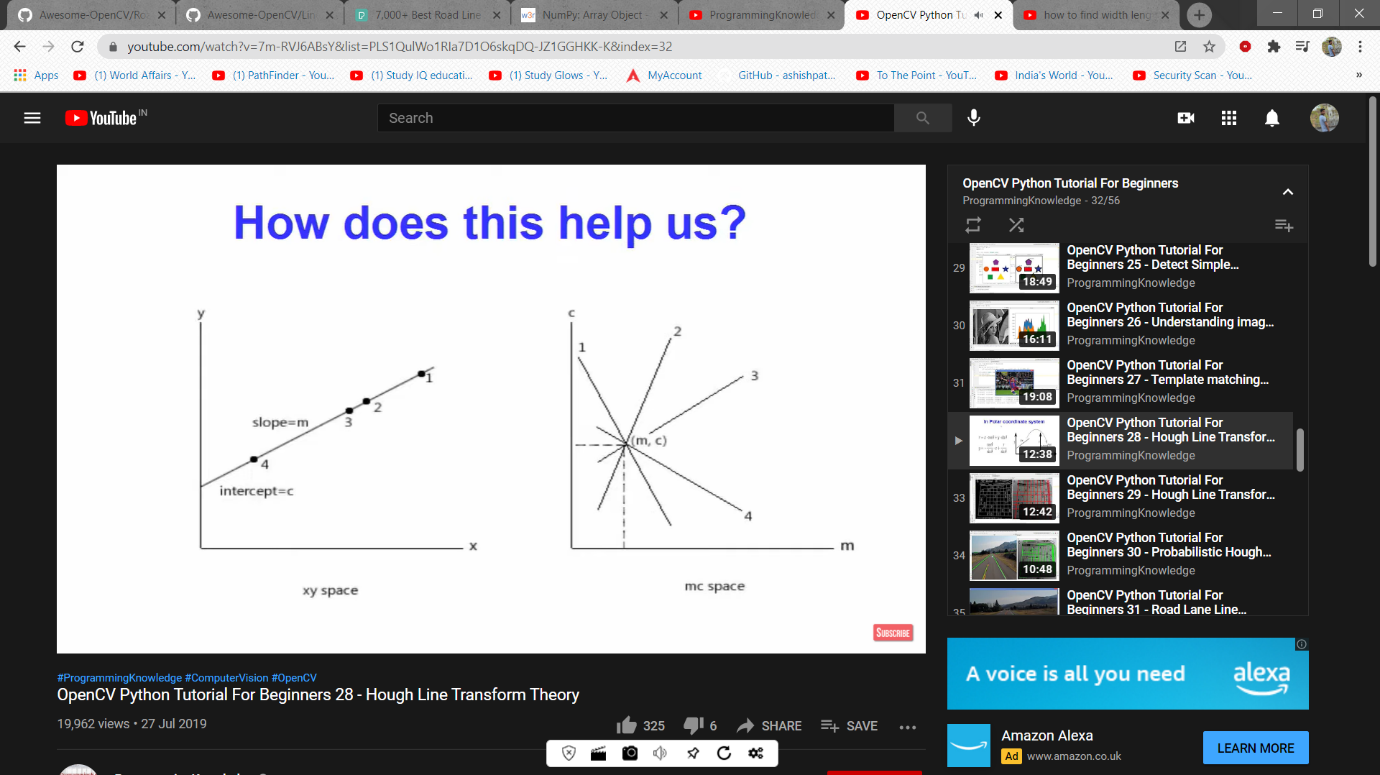 Awesome-OpenCV/Ro
Awesome-OpenCV/Lin
7,000+ Best Road Line
w3r
NumPy: Array Object -
ProgrammingKnowled
OpenCV Python Tu
how to find width leng
youtube.com/watch?v=7m-RVJ6ABsY&list=PLS1QulWo1RIa7D1O6skqDQ-JZ1GGHKK-K&index=32
Apps
(1) World Affairs - Y...
(1) PathFinder - You...
(1) Study IQ educati...
(1) Study Glows - Y...
MyAccount
GitHub - ashishpat...
To The Point - YouT...
India's World - You...
Security Scan - You...
»
YouTube IN
Search
How does this help us?
y
1
2
3
slope=m
4
intercept=c
x
xy space
c
1
2
3
(m, c)
4
m
mc space
SUBSCRIBE
#ProgrammingKnowledge #ComputerVision #OpenCV
OpenCV Python Tutorial For Beginners 28 - Hough Line Transform Theory
19,962 views • 27 Jul 2019
325
6
SHARE
SAVE
OpenCV Python Tutorial For Beginners
ProgrammingKnowledge - 32/56
29
18:49
OpenCV Python Tutorial For
Beginners 25 - Detect Simple...
ProgrammingKnowledge
30
16:11
OpenCV Python Tutorial For
Beginners 26 - Understanding imag...
ProgrammingKnowledge
31
19:08
OpenCV Python Tutorial For
Beginners 27 - Template matching...
ProgrammingKnowledge
12:38
OpenCV Python Tutorial For
Beginners 28 - Hough Line Transfor...
ProgrammingKnowledge
33
12:42
OpenCV Python Tutorial For
Beginners 29 - Hough Line Transfor...
ProgrammingKnowledge
34
10:48
OpenCV Python Tutorial For
Beginners 30 - Probabilistic Hough...
ProgrammingKnowledge
35
OpenCV Python Tutorial For
Beginners 31 - Road Lane Line...
A voice is all you need
alexa
Amazon Alexa
Ad www.amazon.co.uk
LEARN MORE